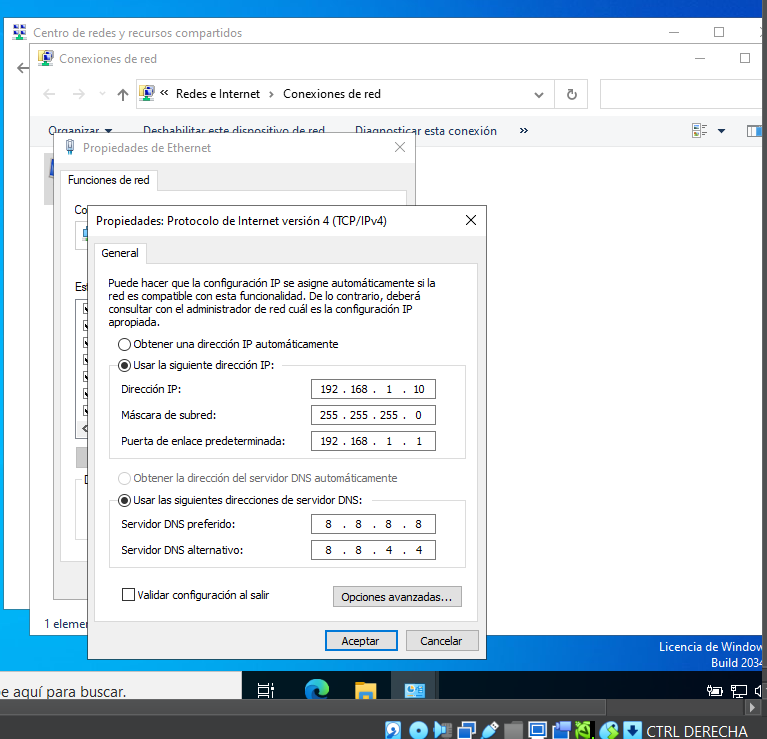 Centro de redes y recursos compartidos
Conexiones de red
« Redes e Internet › Conexiones de red
Organizar Deshabilitar este dispositivo de red Diagnosticar esta conexión »
Propiedades de Ethernet
Funciones de red
Propiedades: Protocolo de Internet versión 4 (TCP/IPv4)
General
Puede hacer que la configuración IP se asigne automáticamente si la
red es compatible con esta funcionalidad. De lo contrario, deberá
consultar con el administrador de red cuál es la configuración IP
apropiada.
Obtener una dirección IP automáticamente
Usar la siguiente dirección IP:
Dirección IP: 192 . 168 . 1 . 10
Máscara de subred: 255 . 255 . 255 . 0
Puerta de enlace predeterminada: 192 . 168 . 1 . 1
Obtener la dirección del servidor DNS automáticamente
Usar las siguientes direcciones de servidor DNS:
Servidor DNS preferido: 8 . 8 . 8 . 8
Servidor DNS alternativo: 8 . 8 . 4 . 4
Validar configuración al salir
Opciones avanzadas...
Aceptar Cancelar
Licencia de Window
Build 2034
e aquí para buscar.
CTRL DERECHA